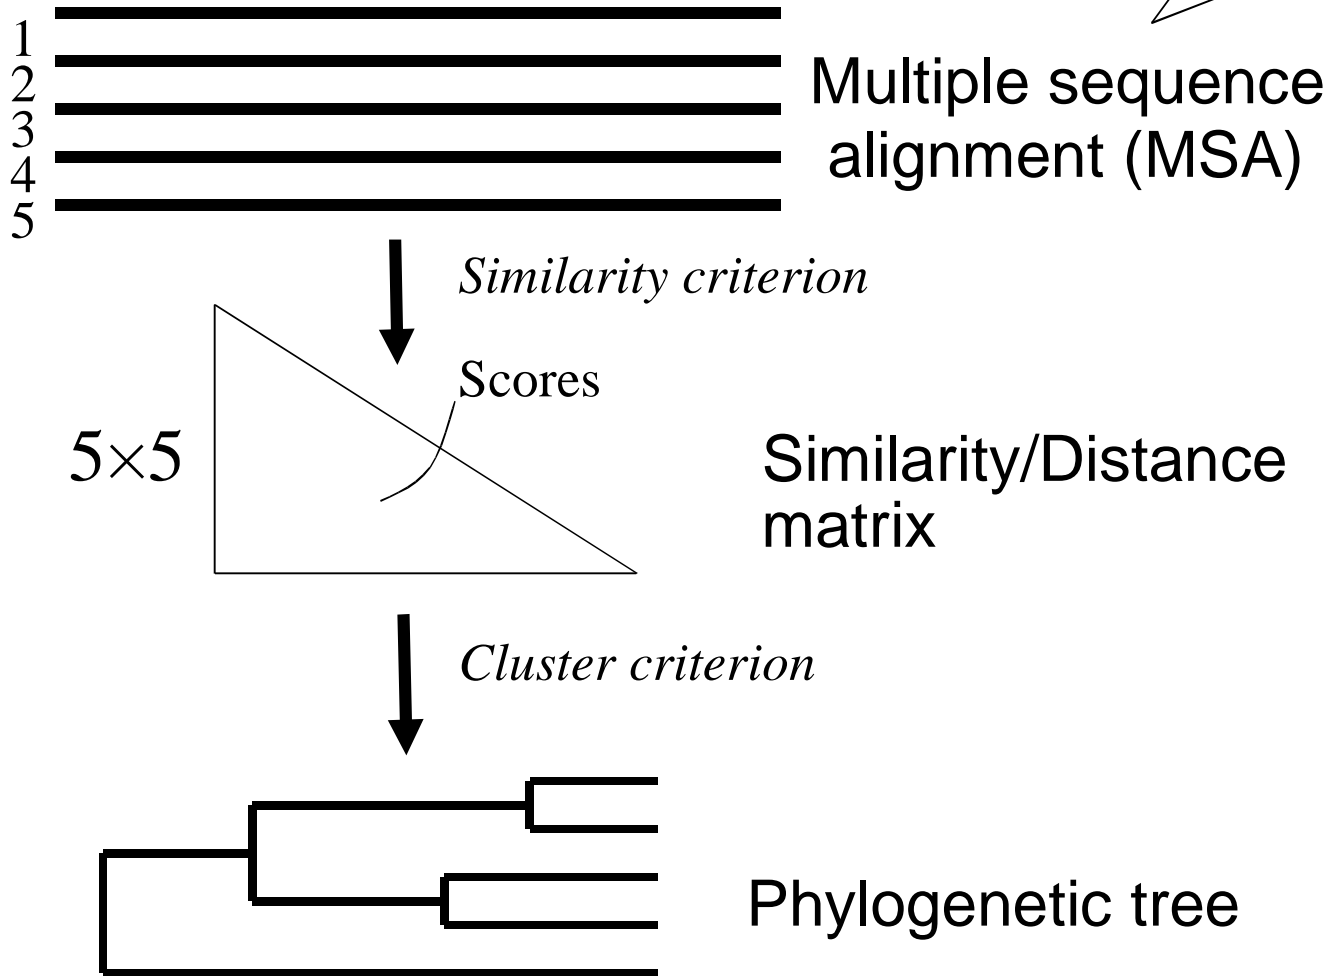 1
2
3
4
5
Multiple sequence
alignment (MSA)
Similarity criterion
Scores
5×5
Similarity/Distance
matrix
Cluster criterion
Phylogenetic tree